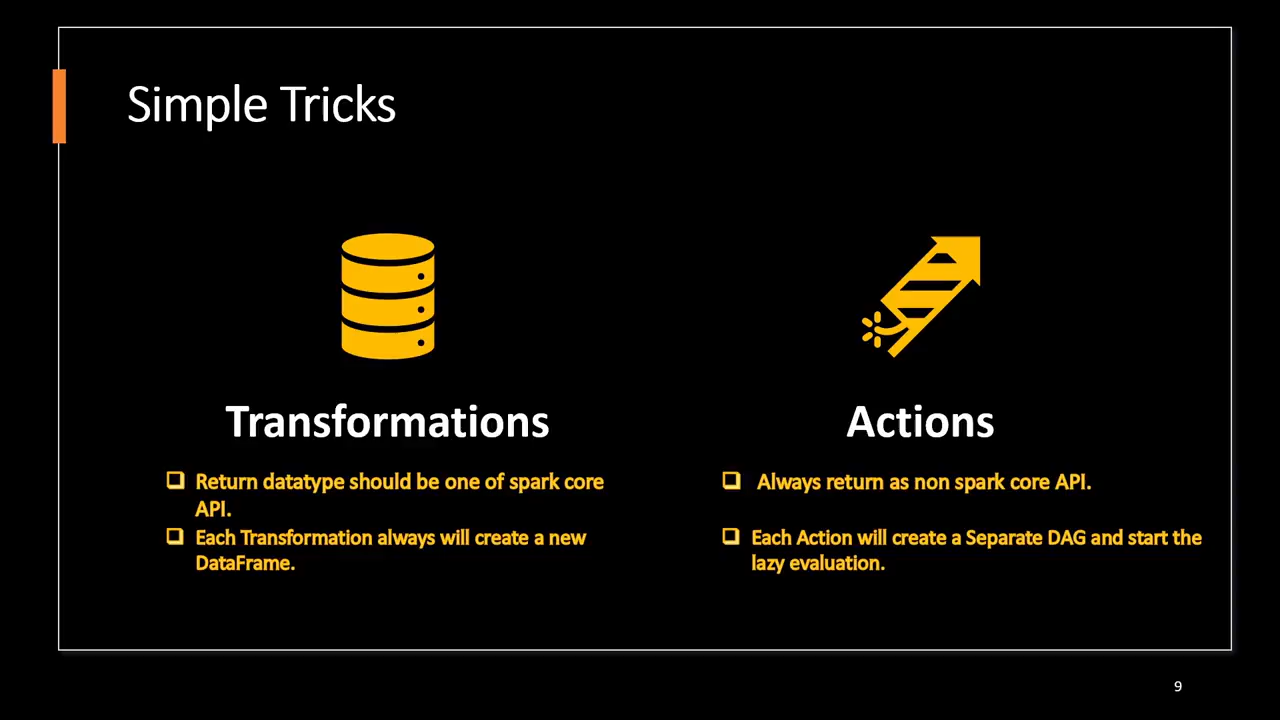 Simple Tricks
Transformations
Return datatype should be one of spark core
API.
Each Transformation always will create a new
DataFrame.
Actions
Always return as non spark core API.
Each Action will create a Separate DAG and start the
lazy evaluation.
9